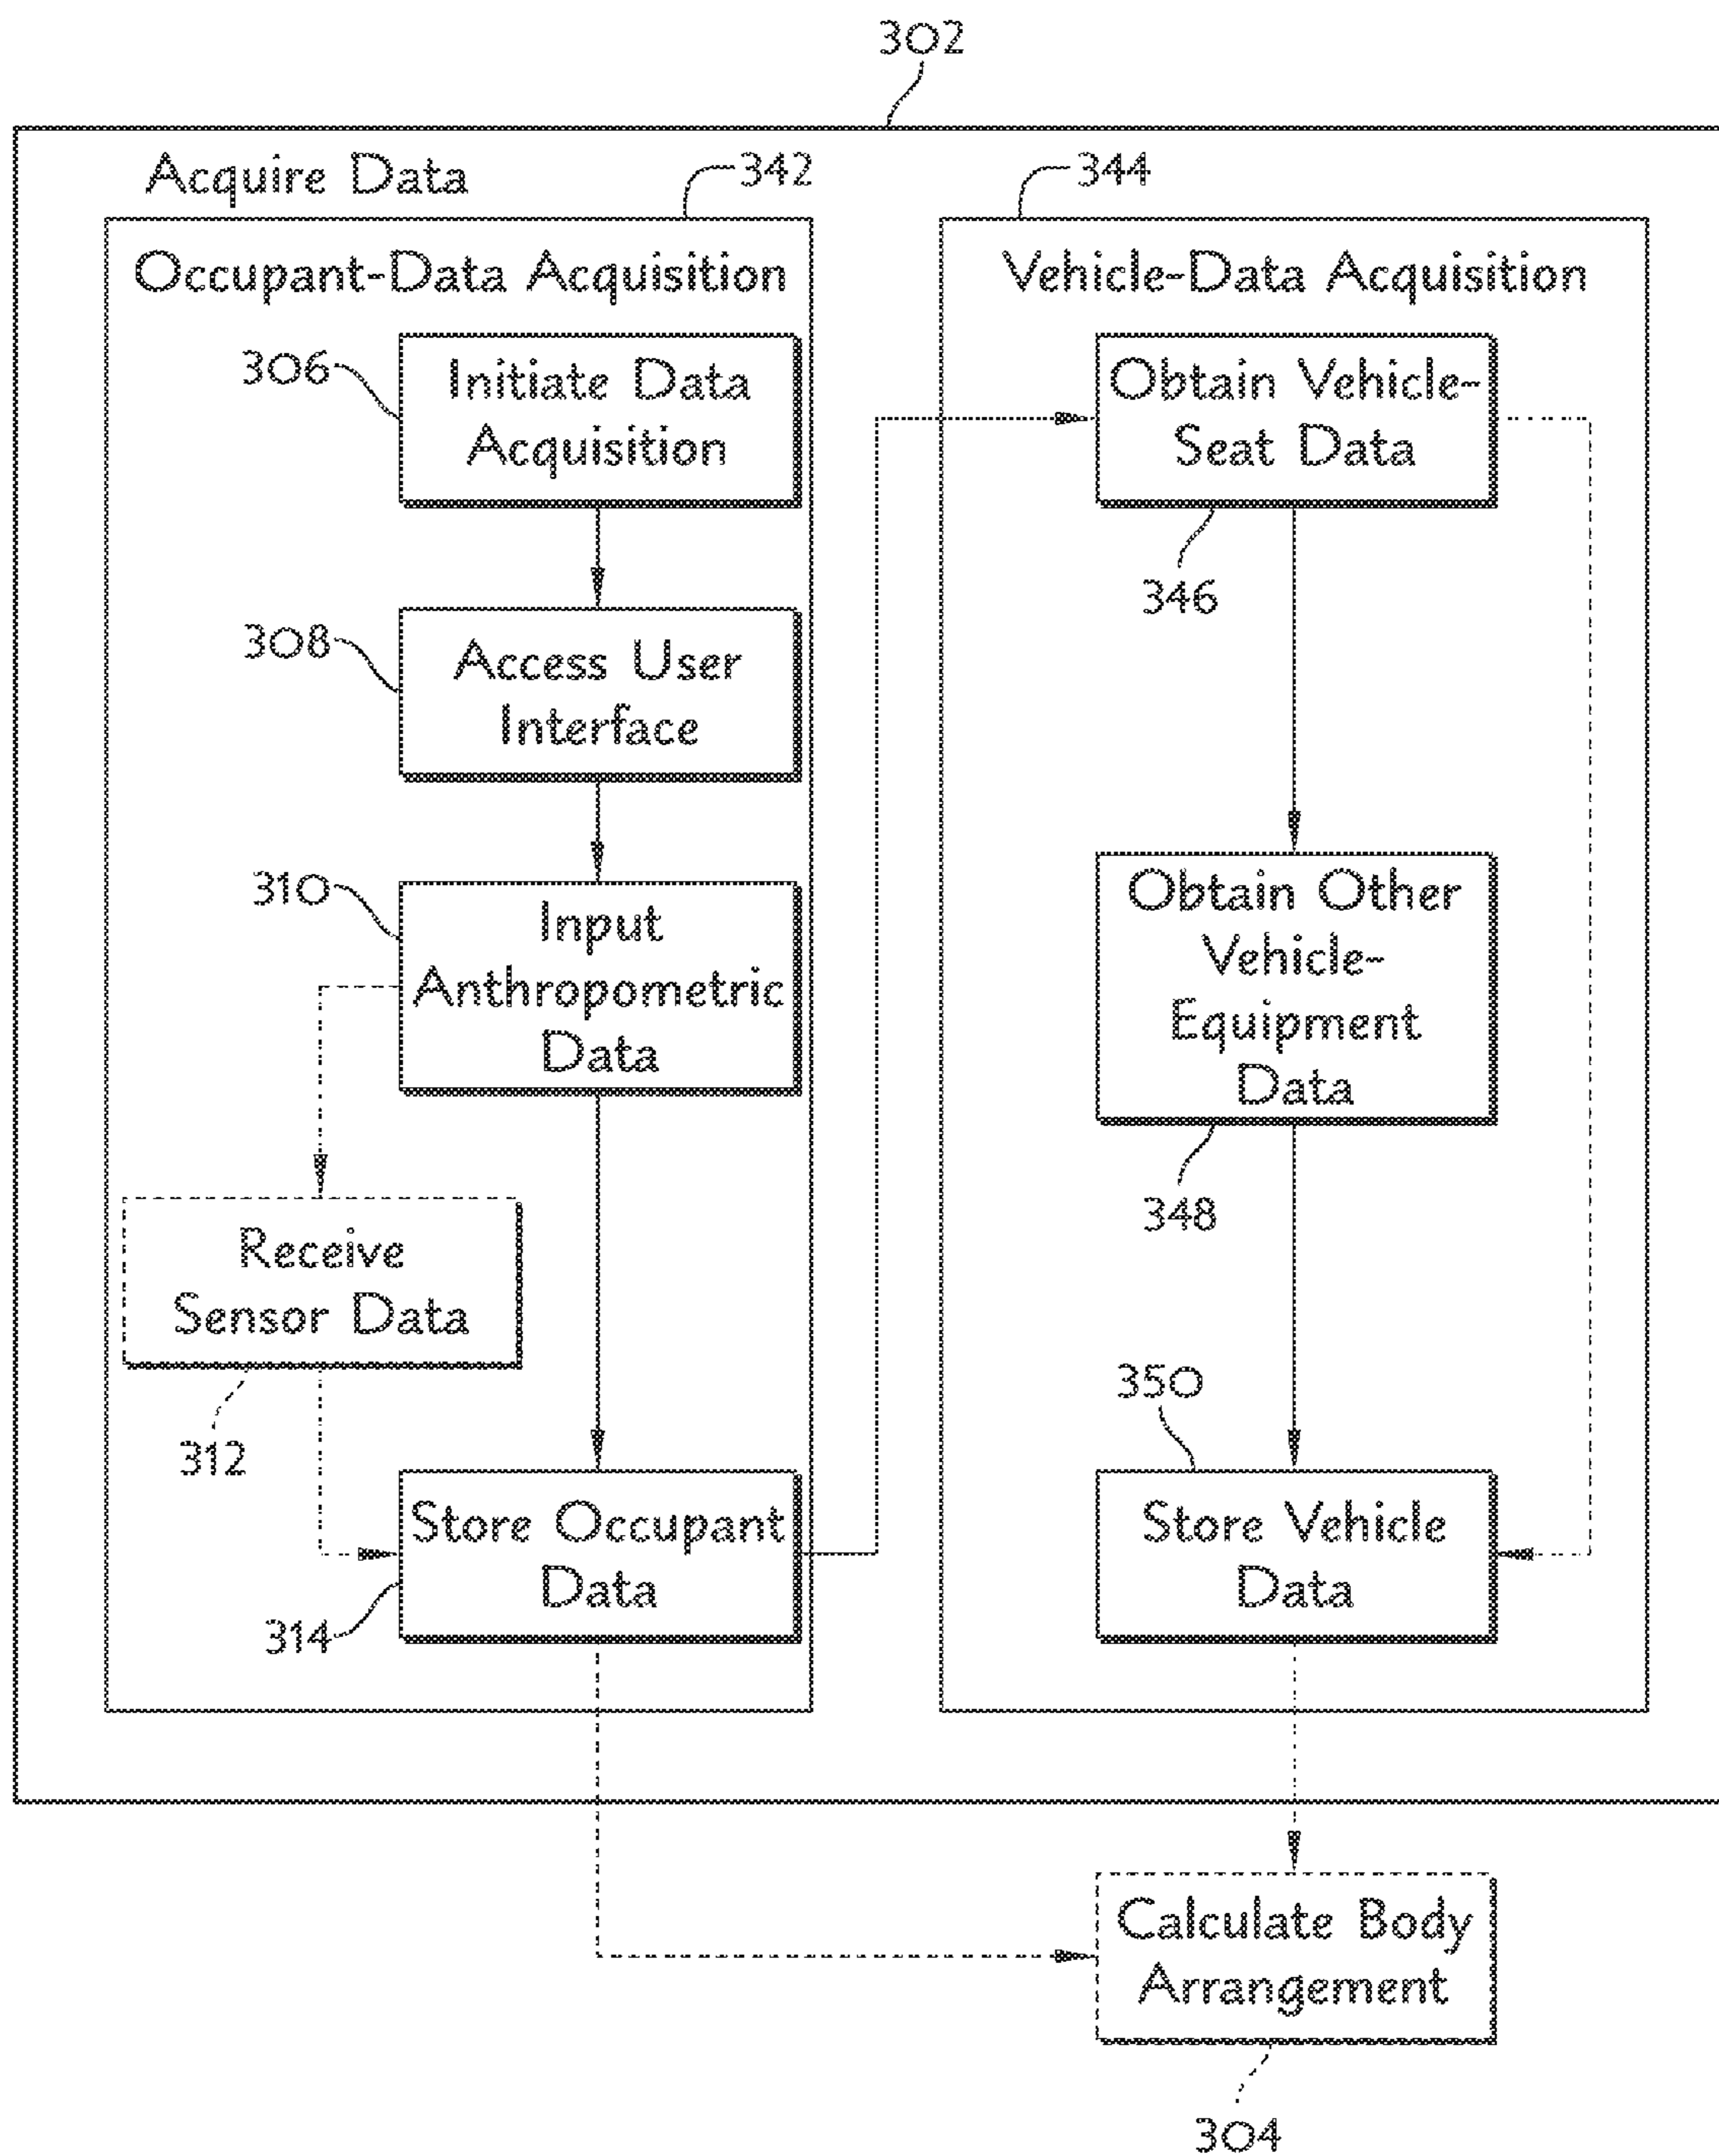 302
Acquire Data
342
344
Occupant-Data Acquisition
Vehicle-Data Acquisition
306
Initiate Data
Acquisition
Obtain Vehicle-
Seat Data
346
308
Access User
Interface
310
Input
Anthropometric
Data
Obtain Other
Vehicle-
Equipment
Data
348
Receive
Sensor Data
312
350
Store Occupant
Data
314
Store Vehicle
Data
Calculate Body
Arrangement
304